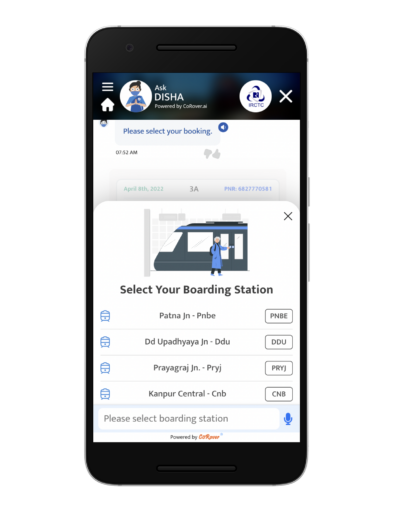 Ask
DISHA
Powered by CoRover.ai
IRCTC
Please select your booking.
07:52 AM
April 6th, 2022 3A PNR: 6827770581
Select Your Boarding Station
Patna Jn - Pnbe PNBE
Dd Upadhyaya Jn - Ddu DDU
Prayagraj Jn. - Pryj PRYJ
Kanpur Central - Cnb CNB
Please select boarding station
Powered by CoRover